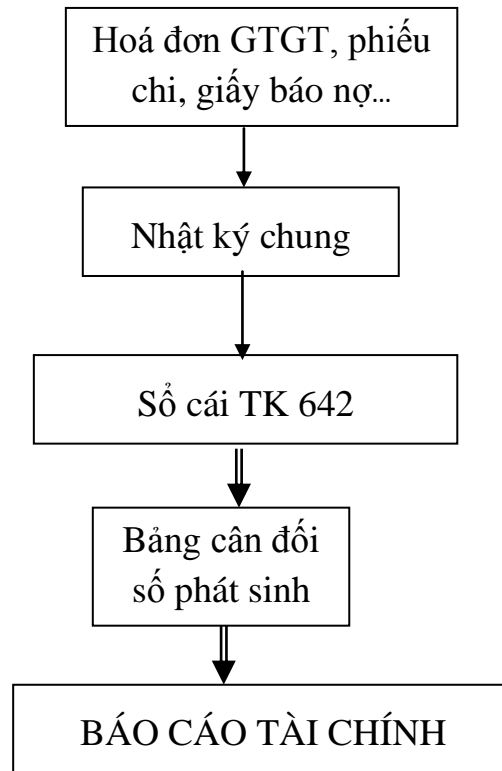 Hoá đơn GTGT, phiếu
chi, giấy báo nợ...
Nhật ký chung
Sổ cái TK 642
Bảng cân đối
số phát sinh
BÁO CÁO TÀI CHÍNH